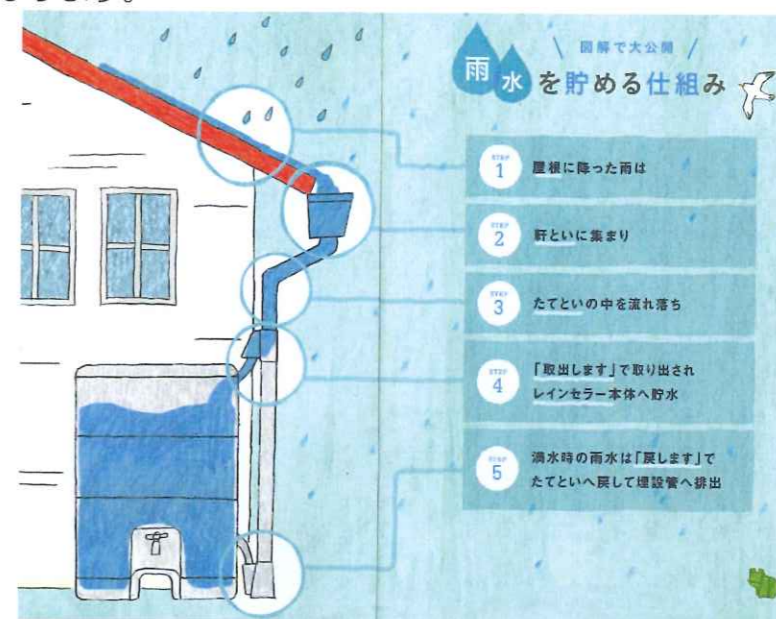 図解で大公開
雨水を貯める仕組み
STEP
1
屋根に降った雨は
STEP
2
軒といに集まり
STEP
3
たてといの中を流れ落ち
STEP
4
「取出します」で取り出され
レインセラー本体へ貯水
STEP
5
満水時の雨水は「戻します」で
たてといへ戻して埋設管へ排出